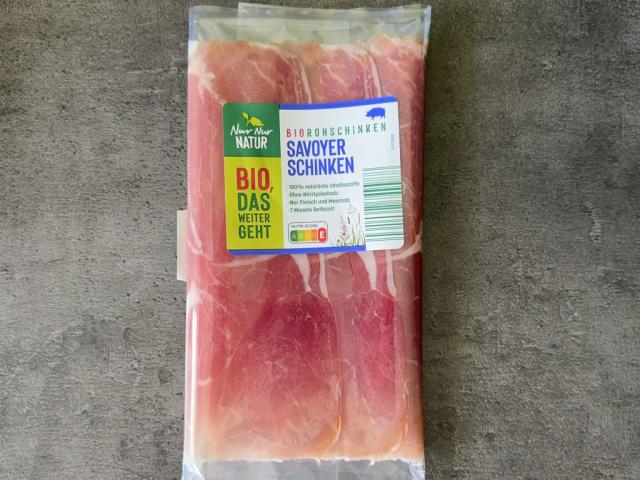 Nur Nur
NATUR
BIO,
DAS
WEITER
GEHT
BIOROHSCHINKEN
SAVOYER
SCHINKEN
·100% natürliche Inhaltsstoffe
·Ohne Nitritpökelsalz
·Nur Fleisch und Meersalz
·7 Monate Reifezeit
NUTRI-SCORE
A
E